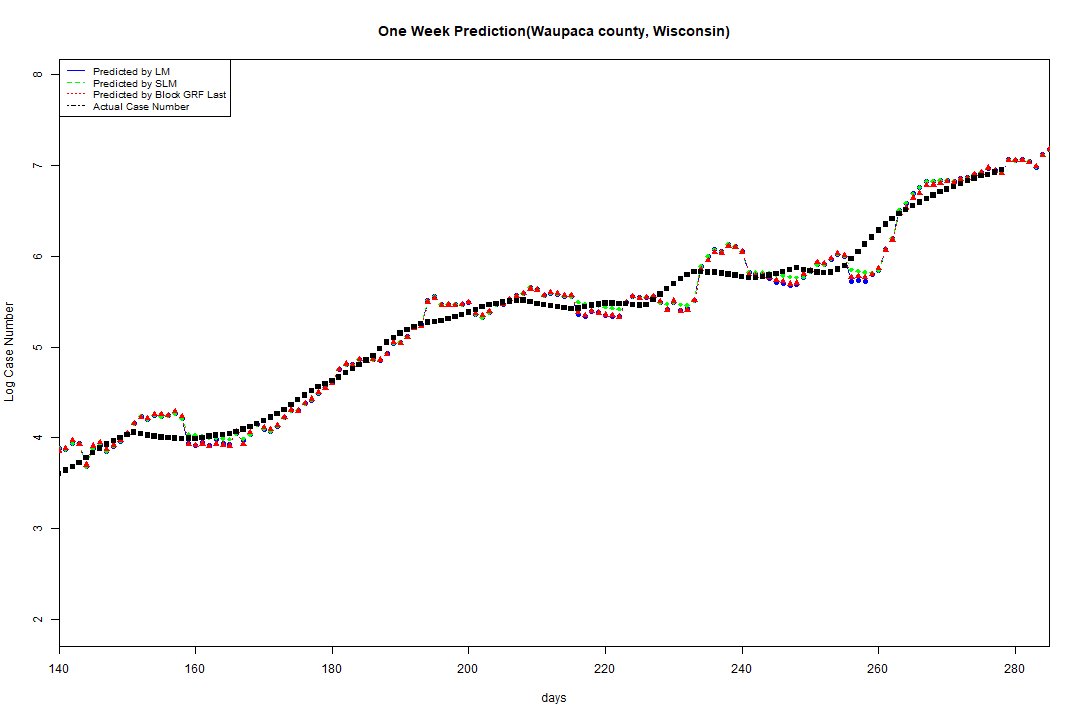 One Week Prediction(Waupaca county, Wisconsin)
Predicted by LM
Predicted by SLM
Predicted by Block GRF Last
Actual Case Number
8
7
6
5
4
3
2
Log Case Number
140 160 180 200 220 240 260 280
days